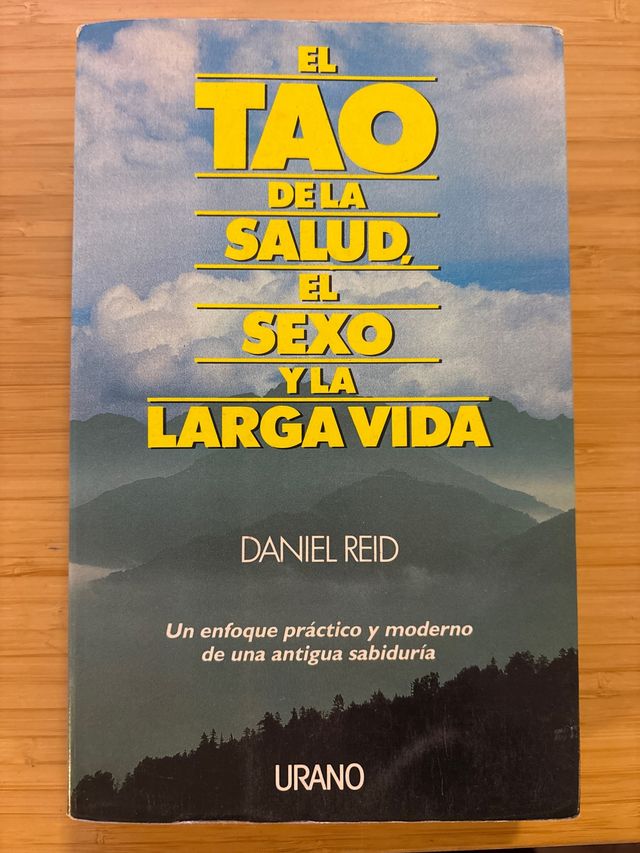 EL
TAO
DE LA
SALUD,
EL
SEXO
Y LA
LARGA VIDA
DANIEL REID
Un enfoque práctico y moderno
de una antigua sabiduría
URANO